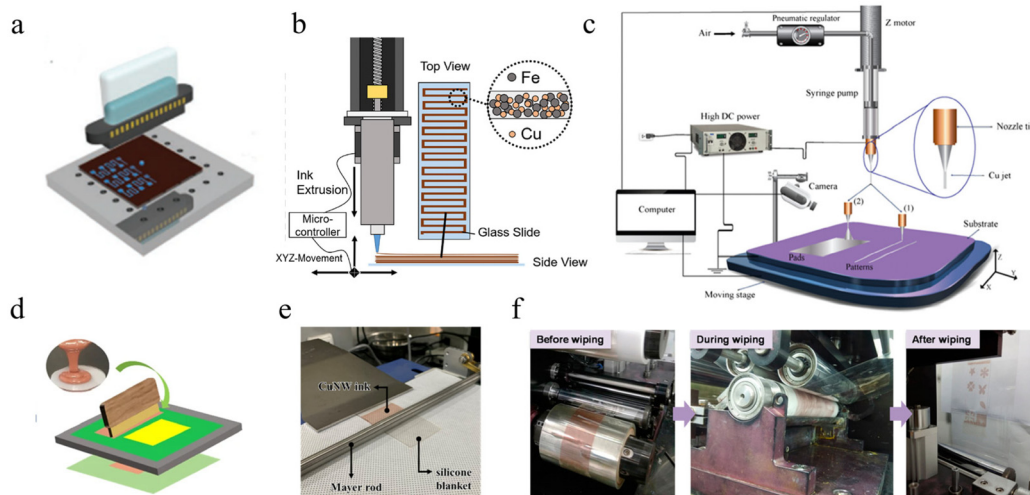 a
b
Top View
Fe
Cu
Ink
Extrusion
Micro-
controller
XYZ-Movement
Glass Slide
Side View
c
Pneumatic regulator
Air
Z motor
Syringe pump
High DC power
Nozzle ti
Cu jet
Camera
Computer
(2)
(1)
Substrate
Pads
Patterns
Moving stage
Z
Y
X
d
e
CuNW ink
Mayer rod
silicone
blanket
f
Before wiping
During wiping
After wiping